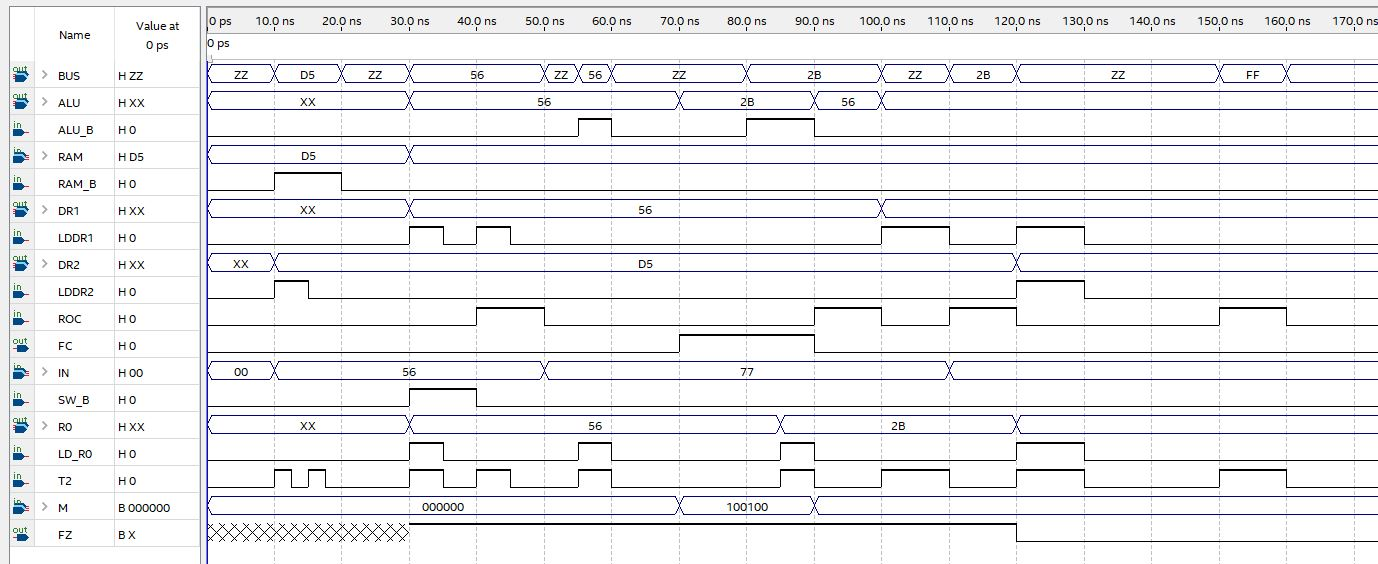 Name Value at 0 ps 0 ps 10.0 ns 20.0 ns 30.0 ns 40.0 ns 50.0 ns 60.0 ns 70.0 ns 80.0 ns 90.0 ns 100.0 ns 110.0 ns 120.0 ns 130.0 ns 140.0 ns 150.0 ns 160.0 ns 170.0 ns
0 ps
out BUS H ZZ ZZ D5 ZZ 56 ZZ 56 ZZ 2B ZZ 2B ZZ FF
out ALU H XX XX 56 2B 56
in ALU_B H 0
in RAM H D5 D5
in RAM_B H 0
out DR1 H XX XX 56
in LDDR1 H 0
out DR2 H XX XX D5
in LDDR2 H 0
in ROC H 0
out FC H 0
in IN H 00 00 56 77
in SW_B H 0
out R0 H XX XX 56 2B
in LD_R0 H 0
in T2 H 0
in M B 000000 000000 100100
out FZ B X